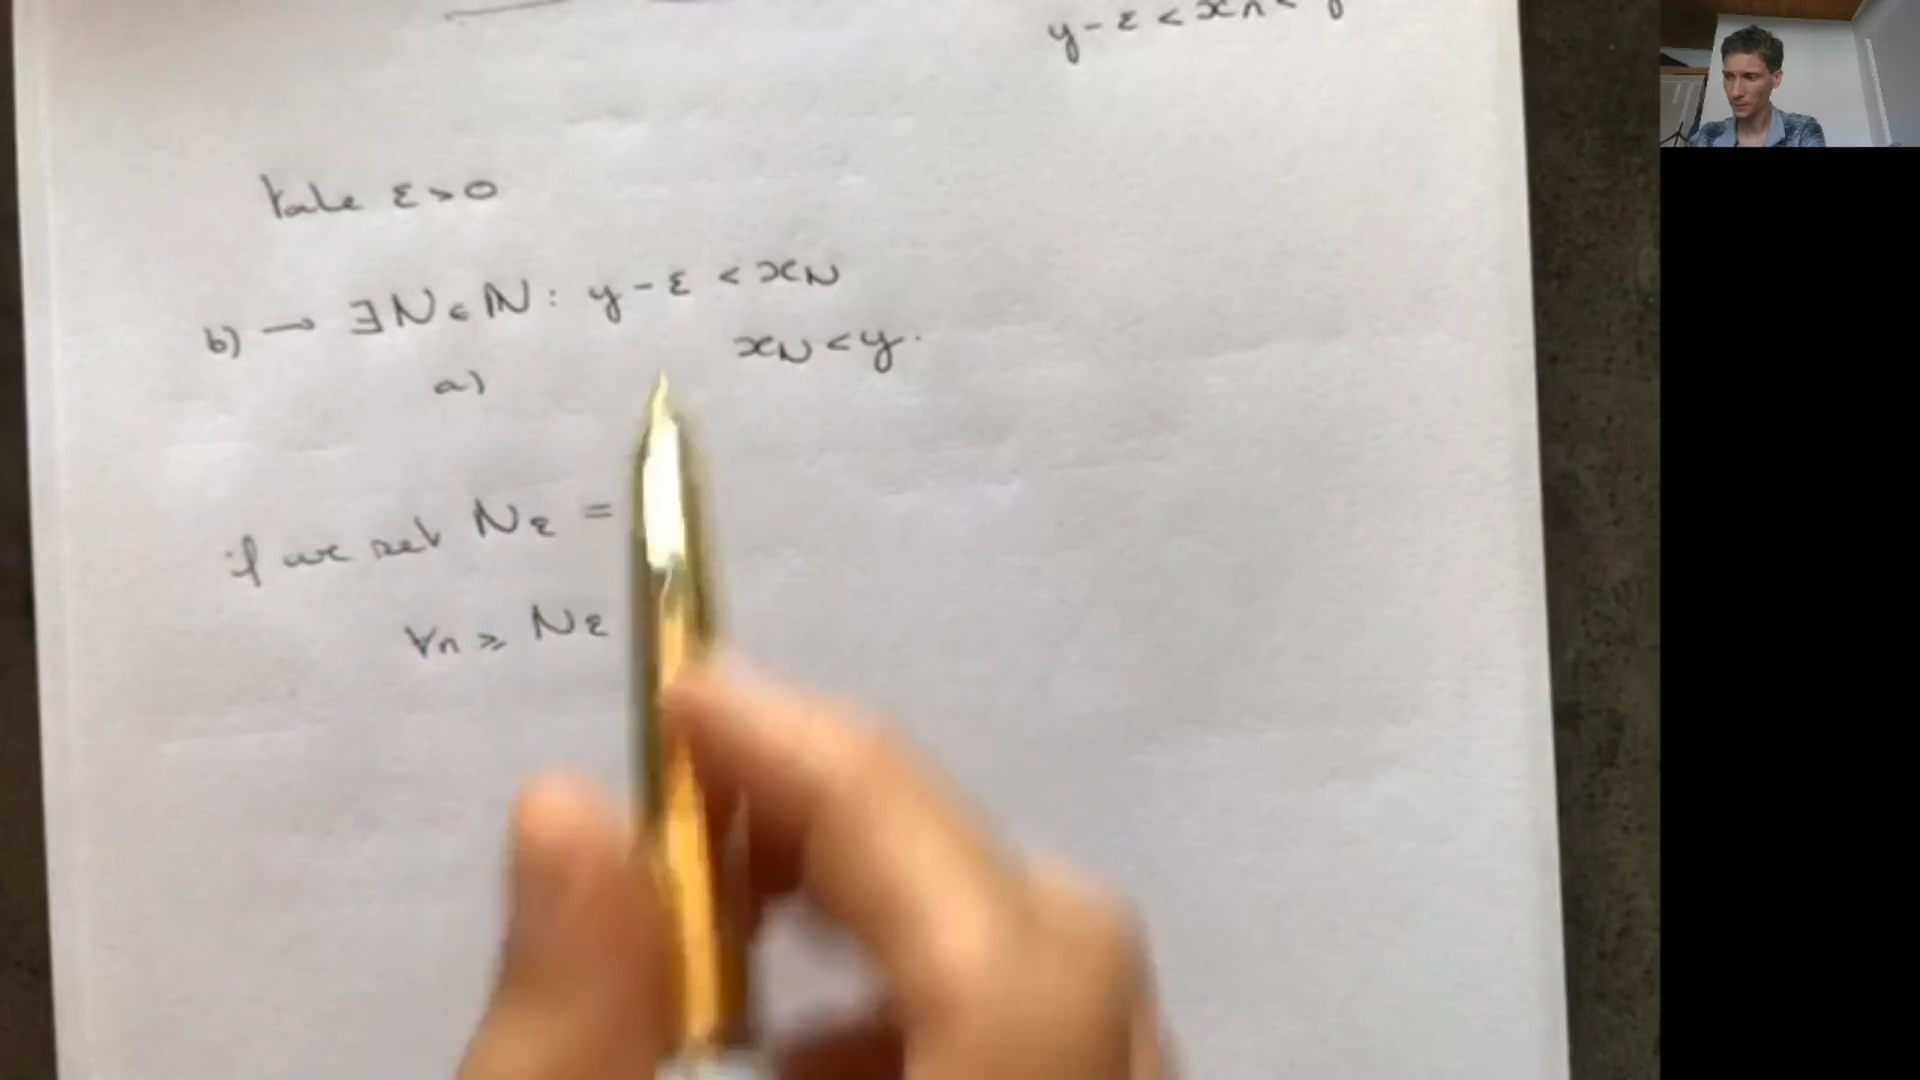 y-ε < xn <
take ε>0
b) → ∃N∈ℕ: y-ε < xN
a) xN < y.
if we set Nε =
∀n ≥ Nε